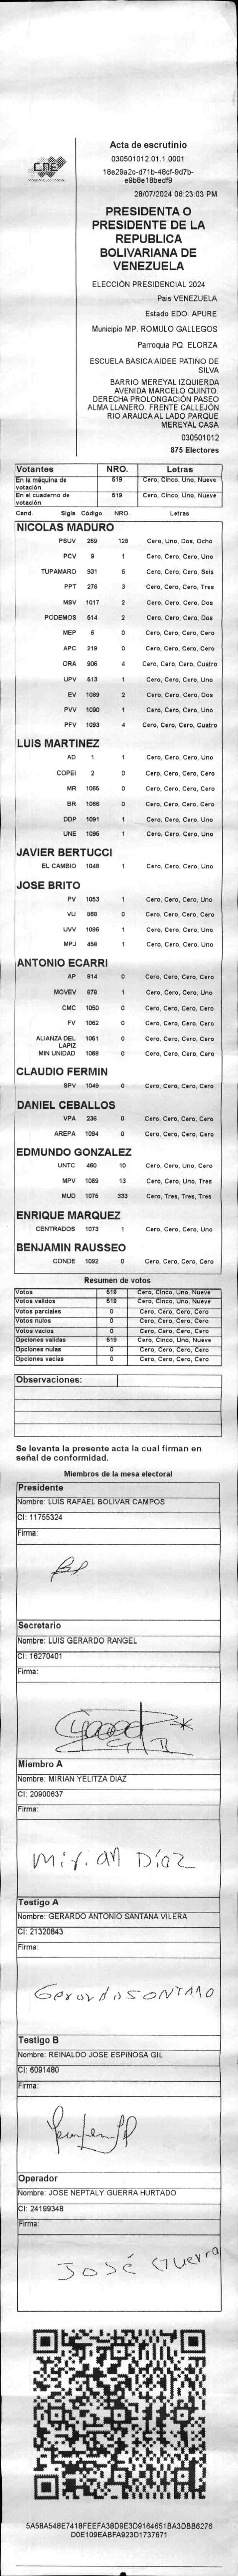 CNE
Acta de escrutinio
030501012.01.1.0001
18e29a2c-d71b-48cf-9d7b-
e9b8e18bedf9
28/07/2024 06:23:03 PM
PRESIDENTA O
PRESIDENTE DE LA
REPUBLICA
BOLIVARIANA DE
VENEZUELA
ELECCIÓN PRESIDENCIAL 2024
Pais VENEZUELA
Estado EDO. APURE
Municipio MP. ROMULO GALLEGOS
Parroquia PQ. ELORZA
ESCUELA BASICA AIDEE PATINO DE
SILVA
BARRIO MEREYAL IZQUIERDA
AVENIDA MARCELO QUINTO.
DERECHA PROLONGACIÓN PASEO
ALMA LLANERO. FRENTE CALLEJÓN
RIO ARAUCA AL LADO PARQUE
MEREYAL CASA
030501012
875 Electores
Votantes NRO. Letras
En la máquina de votación 519 Cero, Cinco, Uno, Nueve
En el cuaderno de votación 519 Cero, Cinco, Uno, Nueve
Cand. Sigla Código NRO. Letras
NICOLAS MADURO
PSUV 269 128 Cero, Uno, Dos, Ocho
PCV 9 1 Cero, Cero, Cero, Uno
TUPAMARO 931 6 Cero, Cero, Cero, Seis
PPT 276 3 Cero, Cero, Cero, Tres
MSV 1017 2 Cero, Cero, Cero, Dos
PODEMOS 514 2 Cero, Cero, Cero, Dos
MEP 5 0 Cero, Cero, Cero, Cero
APC 219 0 Cero, Cero, Cero, Cero
ORA 906 4 Cero, Cero, Cero, Cuatro
UPV 513 1 Cero, Cero, Cero, Uno
EV 1089 2 Cero, Cero, Cero, Dos
PVV 1090 1 Cero, Cero, Cero, Uno
PFV 1093 4 Cero, Cero, Cero, Cuatro
LUIS MARTINEZ
AD 1 1 Cero, Cero, Cero, Uno
COPEI 2 0 Cero, Cero, Cero, Cero
MR 1065 0 Cero, Cero, Cero, Cero
BR 1066 0 Cero, Cero, Cero, Cero
DDP 1091 1 Cero, Cero, Cero, Uno
UNE 1095 1 Cero, Cero, Cero, Uno
JAVIER BERTUCCI
EL CAMBIO 1048 1 Cero, Cero, Cero, Uno
JOSE BRITO
PV 1053 1 Cero, Cero, Cero, Uno
VU 968 0 Cero, Cero, Cero, Cero
UVV 1096 1 Cero, Cero, Cero, Uno
MPJ 458 1 Cero, Cero, Cero, Uno
ANTONIO ECARRI
AP 814 0 Cero, Cero, Cero, Cero
MOVEV 978 1 Cero, Cero, Cero, Uno
CMC 1050 0 Cero, Cero, Cero, Cero
FV 1062 0 Cero, Cero, Cero, Cero
ALIANZA DEL LAPIZ 1051 0 Cero, Cero, Cero, Cero
MIN UNIDAD 1068 0 Cero, Cero, Cero, Cero
CLAUDIO FERMIN
SPV 1049 0 Cero, Cero, Cero, Cero
DANIEL CEBALLOS
VPA 236 0 Cero, Cero, Cero, Cero
AREPA 1094 0 Cero, Cero, Cero, Cero
EDMUNDO GONZALEZ
UNTC 460 10 Cero, Cero, Uno, Cero
MPV 1069 13 Cero, Cero, Uno, Tres
MUD 1075 333 Cero, Tres, Tres, Tres
ENRIQUE MARQUEZ
CENTRADOS 1073 1 Cero, Cero, Cero, Uno
BENJAMIN RAUSSEO
CONDE 1082 0 Cero, Cero, Cero, Cero
Resumen de votos
Votos 519 Cero, Cinco, Uno, Nueve
Votos validos 519 Cero, Cinco, Uno, Nueve
Votos parciales 0 Cero, Cero, Cero, Cero
Votos nulos 0 Cero, Cero, Cero, Cero
Votos vacios 0 Cero, Cero, Cero, Cero
Opciones validas 519 Cero, Cinco, Uno, Nueve
Opciones nulas 0 Cero, Cero, Cero, Cero
Opciones vacias 0 Cero, Cero, Cero, Cero
Observaciones:
Se levanta la presente acta la cual firman en
señal de conformidad.
Miembros de la mesa electoral
Presidente
Nombre: LUIS RAFAEL BOLIVAR CAMPOS
CI: 11755324
Firma:
Secretario
Nombre: LUIS GERARDO RANGEL
CI: 16270401
Firma:
Miembro A
Nombre: MIRIAN YELITZA DIAZ
CI: 20900637
Firma:
Mirian Díaz
Testigo A
Nombre: GERARDO ANTONIO SANTANA VILERA
CI: 21320843
Firma:
Testigo B
Nombre: REINALDO JOSE ESPINOSA GIL
CI: 6091480
Firma:
Operador
Nombre: JOSE NEPTALY GUERRA HURTADO
CI: 24199348
Firma:
José Guerra
5A58A548E7418FEEFA38D9E3D9164651BA3DBB6276
D0E109EABFA923D1737671